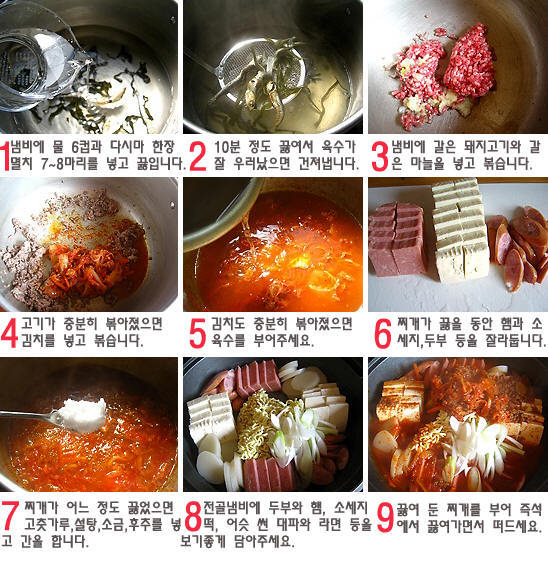 1 냄비에 물 6컵과 다시마 한장
멸치 7~8마리를 넣고 끓입니다.
2 10분 정도 끓여서 육수가
잘 우러났으면 건져냅니다.
3 냄비에 같은 돼지고기와 같
은 마늘을 넣고 볶습니다.
4 고기가 충분히 볶아졌으면
김치를 넣고 볶습니다.
5 김치도 충분히 볶아졌으면
육수를 부어주세요.
6 찌개가 끓을 동안 햄과 소
세지,두부 등을 잘라둡니다.
7 찌개가 어느 정도 끓었으면
고춧가루,설탕,소금,후추를 넣
고 간을 합니다.
8 전골냄비에 두부와 햄, 소세지
떡, 어슷 썬 대파와 라면 등을
보기좋게 담아주세요.
9 끓여 둔 찌개를 부어 즉석
에서 끓여가면서 떠드세요.